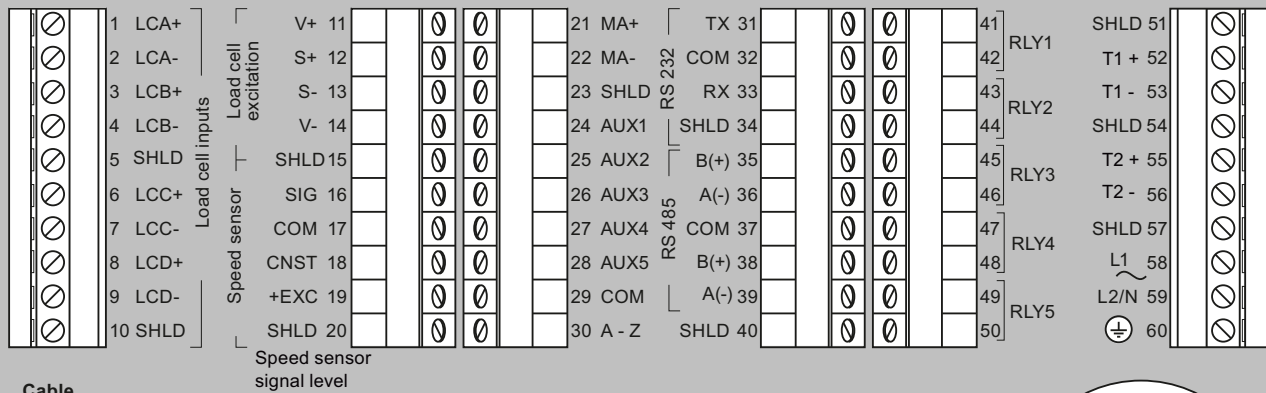 1 LCA+
2 LCA-
3 LCB+
4 LCB-
5 SHLD
6 LCC+
7 LCC-
8 LCD+
9 LCD-
10 SHLD
Load cell inputs
Load cell
excitation
V+ 11
S+ 12
S- 13
V- 14
Speed sensor
SHLD 15
SIG 16
COM 17
CNST 18
+EXC 19
SHLD 20
Speed sensor
signal level
21 MA+
22 MA-
23 SHLD
24 AUX1
25 AUX2
26 AUX3
27 AUX4
28 AUX5
29 COM
30 A - Z
RS 232
TX 31
COM 32
RX 33
SHLD 34
RS 485
B(+) 35
A(-) 36
COM 37
B(+) 38
A(-) 39
SHLD 40
41
42
RLY1
43
44
RLY2
45
46
RLY3
47
48
RLY4
49
50
RLY5
SHLD 51
T1 + 52
T1 - 53
SHLD 54
T2 + 55
T2 - 56
SHLD 57
L1 58
L2/N 59
60
Cable